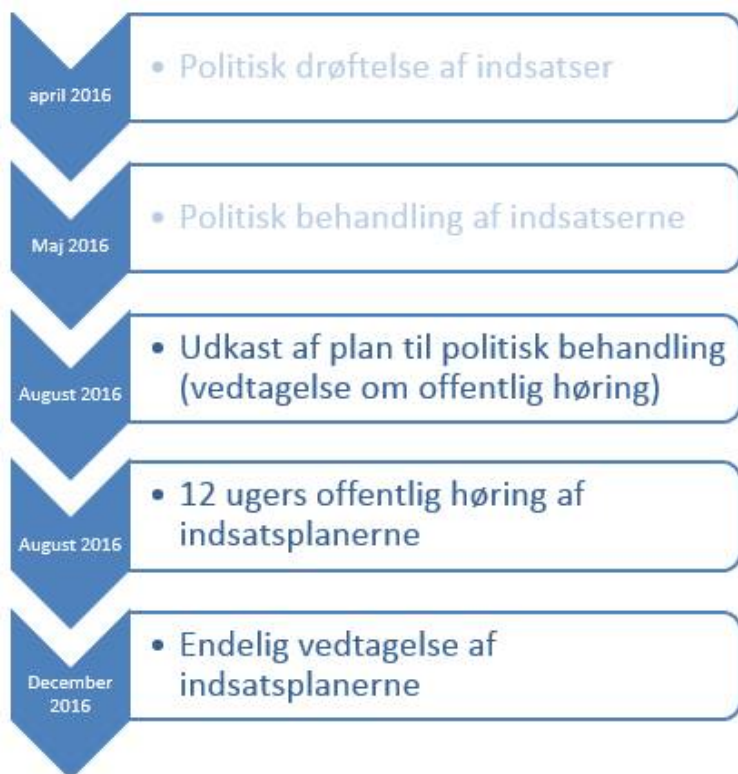 april 2016
• Politisk drøftelse af indsatser
Maj 2016
• Politisk behandling af indsatserne
August 2016
• Udkast af plan til politisk behandling
(vedtagelse om offentlig høring)
August 2016
• 12 ugers offentlig høring af
indsatsplanerne
December
2016
• Endelig vedtagelse af
indsatsplanerne